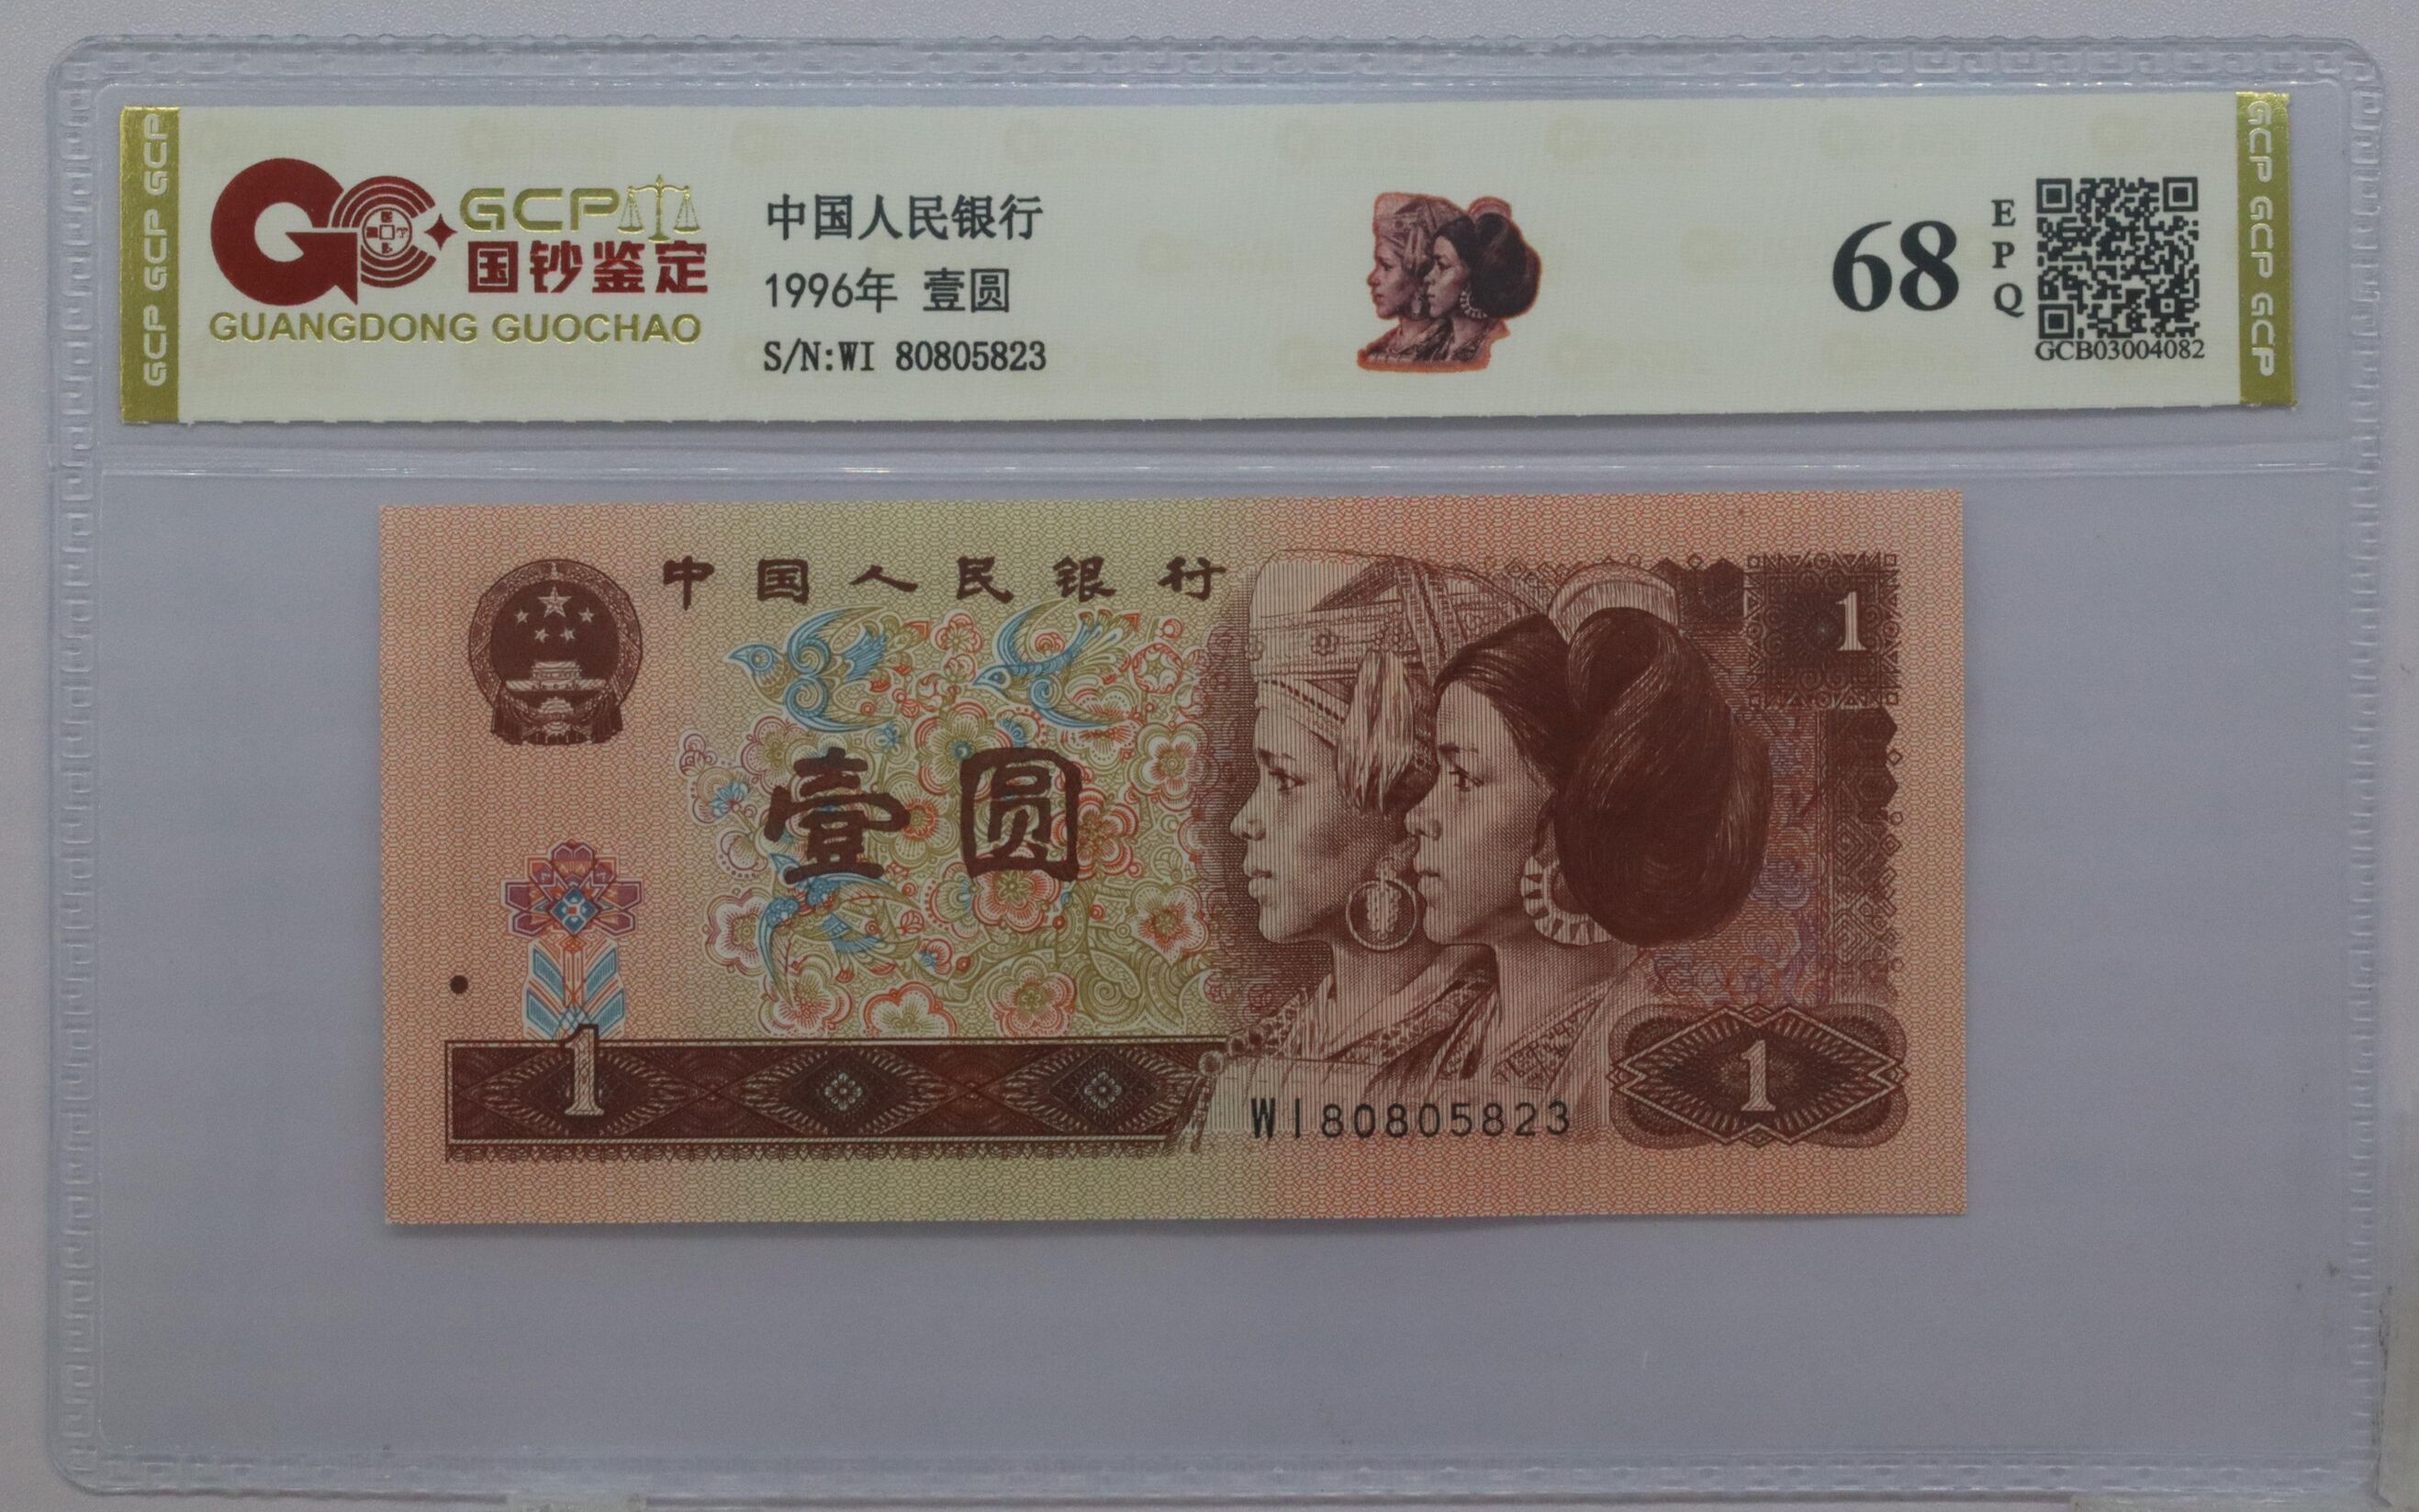 GCP GCP GCP
GCP
国钞鉴定
GUANGDONG GUOCHAO
中国人民银行
1996年 壹圆
S/N:WI 80805823
68
E
P
Q
GCB03004082
GCP GCP GCP
中国人民银行
1
壹圆
1
WI80805823
1